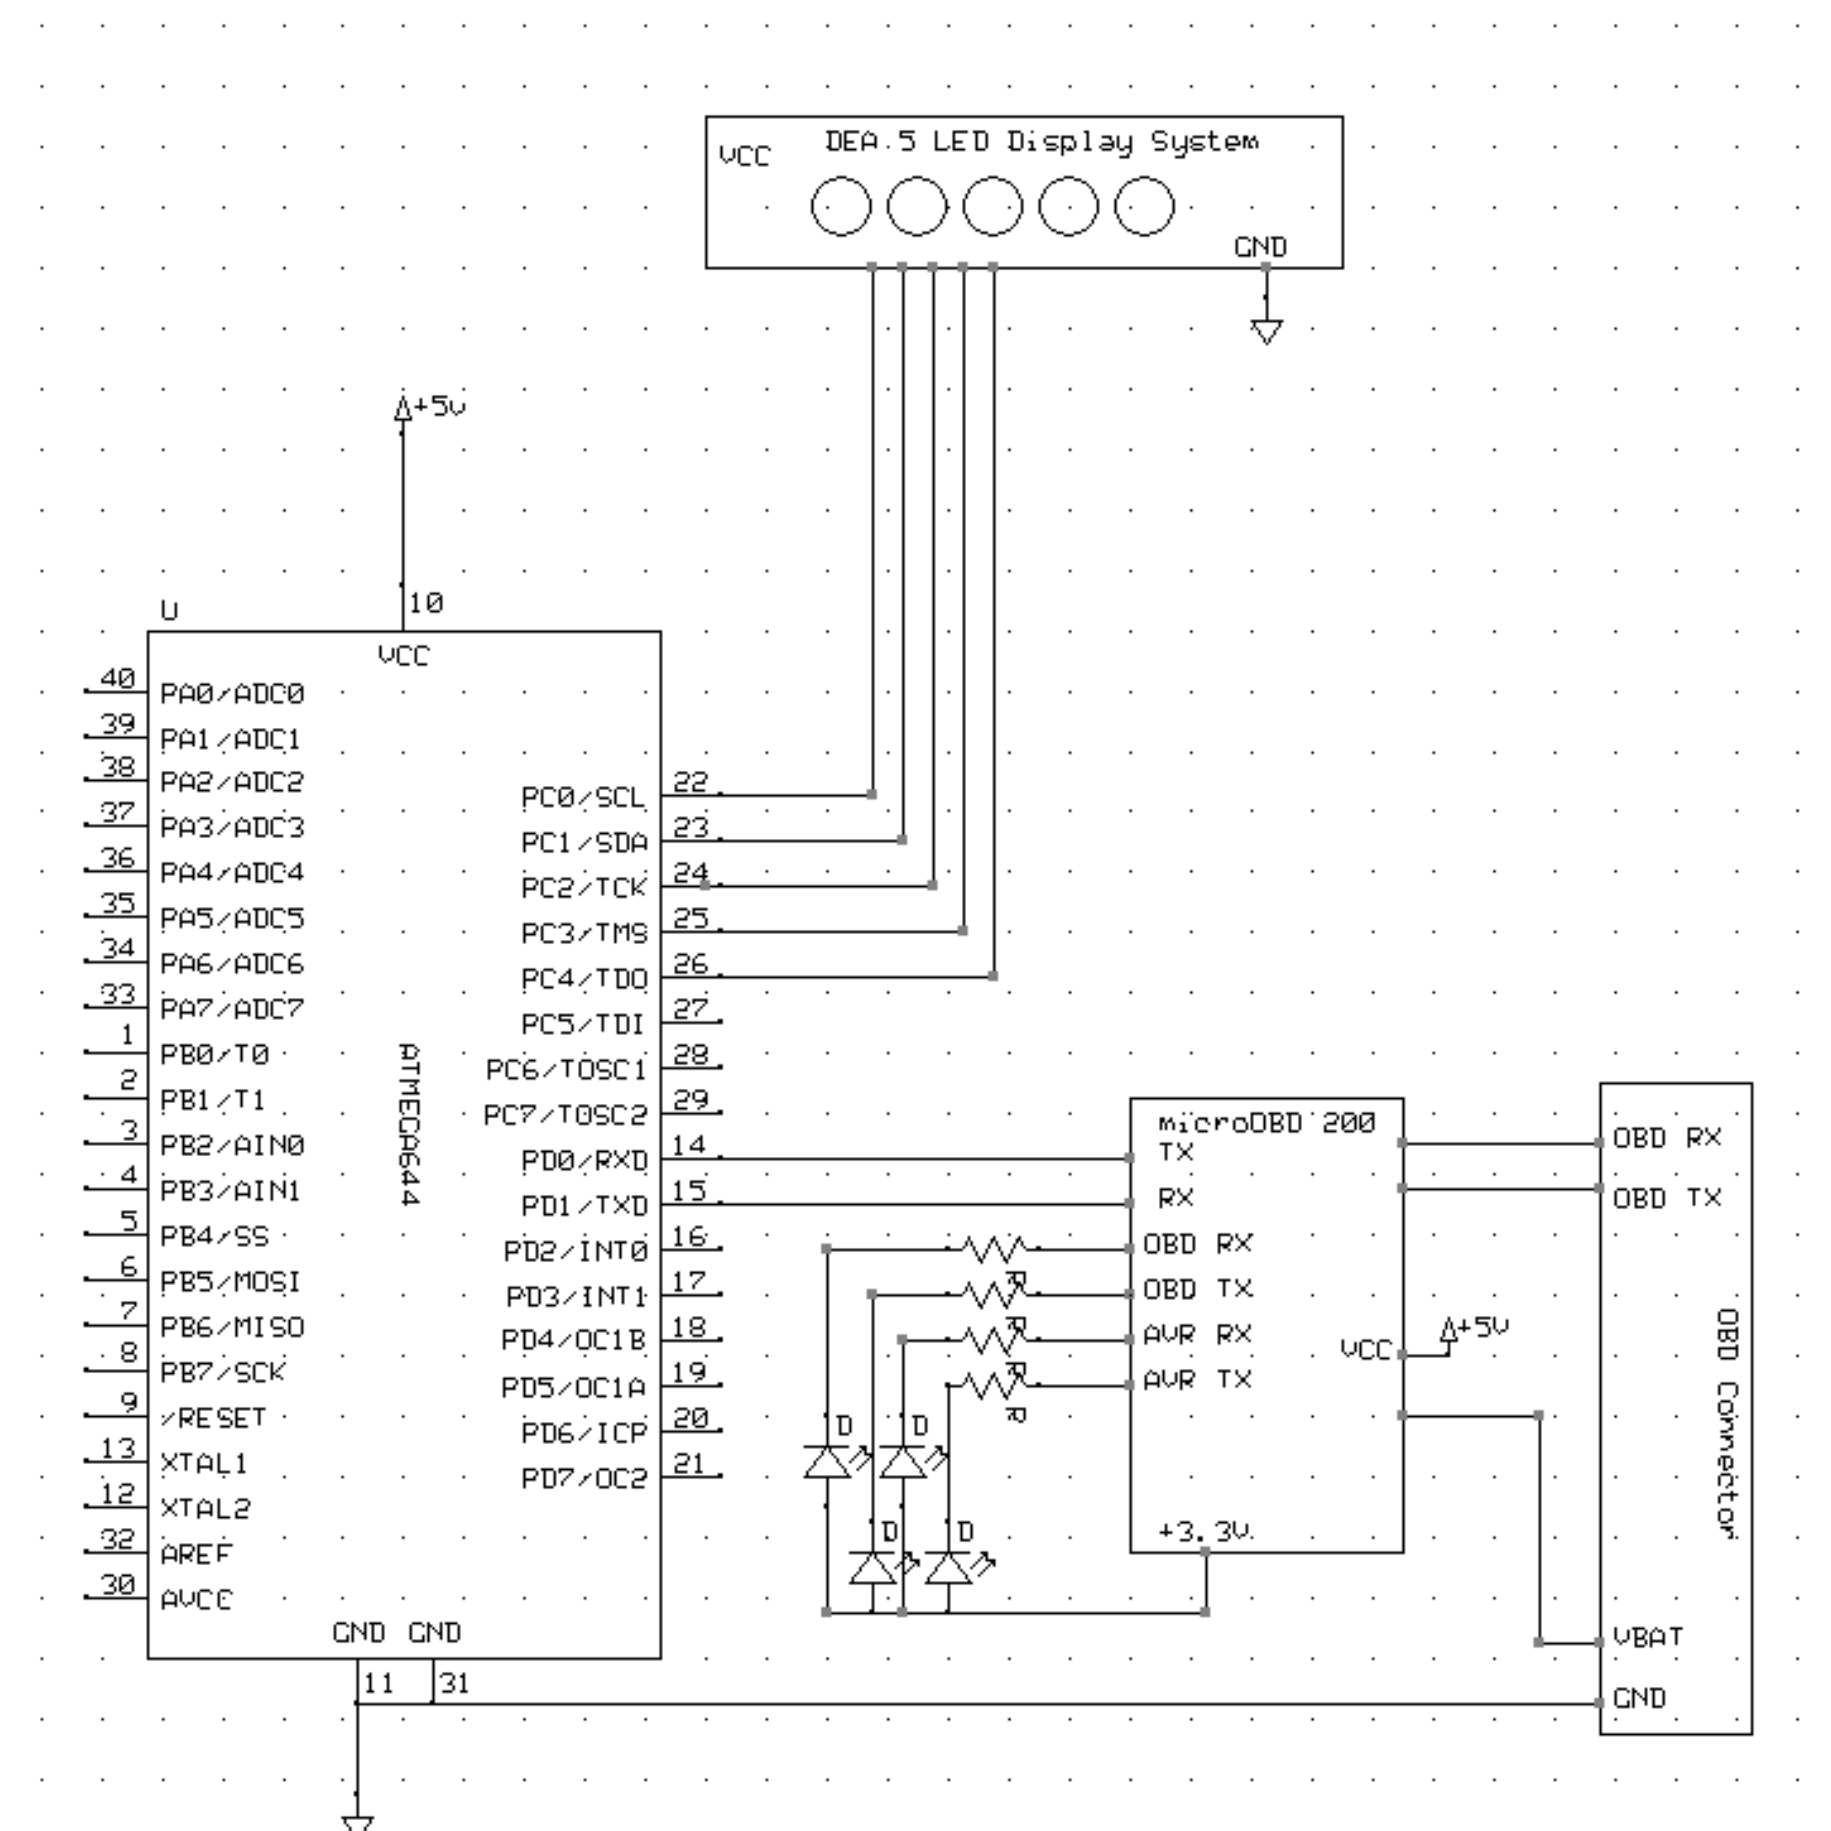 DEA.5 LED Display System
VCC
GND
+5v
10
U
VCC
40 PA0/ADC0
39 PA1/ADC1
38 PA2/ADC2
37 PA3/ADC3
36 PA4/ADC4
35 PA5/ADC5
34 PA6/ADC6
33 PA7/ADC7
1 PB0/T0
2 PB1/T1
3 PB2/AIN0
4 PB3/AIN1
5 PB4/SS
6 PB5/MOSI
7 PB6/MISO
8 PB7/SCK
9 /RESET
13 XTAL1
12 XTAL2
32 AREF
30 AVCC
ATMEGA644
PC0/SCL 22
PC1/SDA 23
PC2/TCK 24
PC3/TMS 25
PC4/TDO 26
PC5/TDI 27
PC6/TOSC1 28
PC7/TOSC2 29
PD0/RXD 14
PD1/TXD 15
PD2/INT0 16
PD3/INT1 17
PD4/OC1B 18
PD5/OC1A 19
PD6/ICP 20
PD7/OC2 21
GND GND
11 31
R
R
R
R
D D
D D
microOBD 200
TX
RX
OBD RX
OBD TX
AVR RX
AVR TX
VCC
+5V
+3.3V
OBD RX
OBD TX
OBD Connector
VBAT
GND